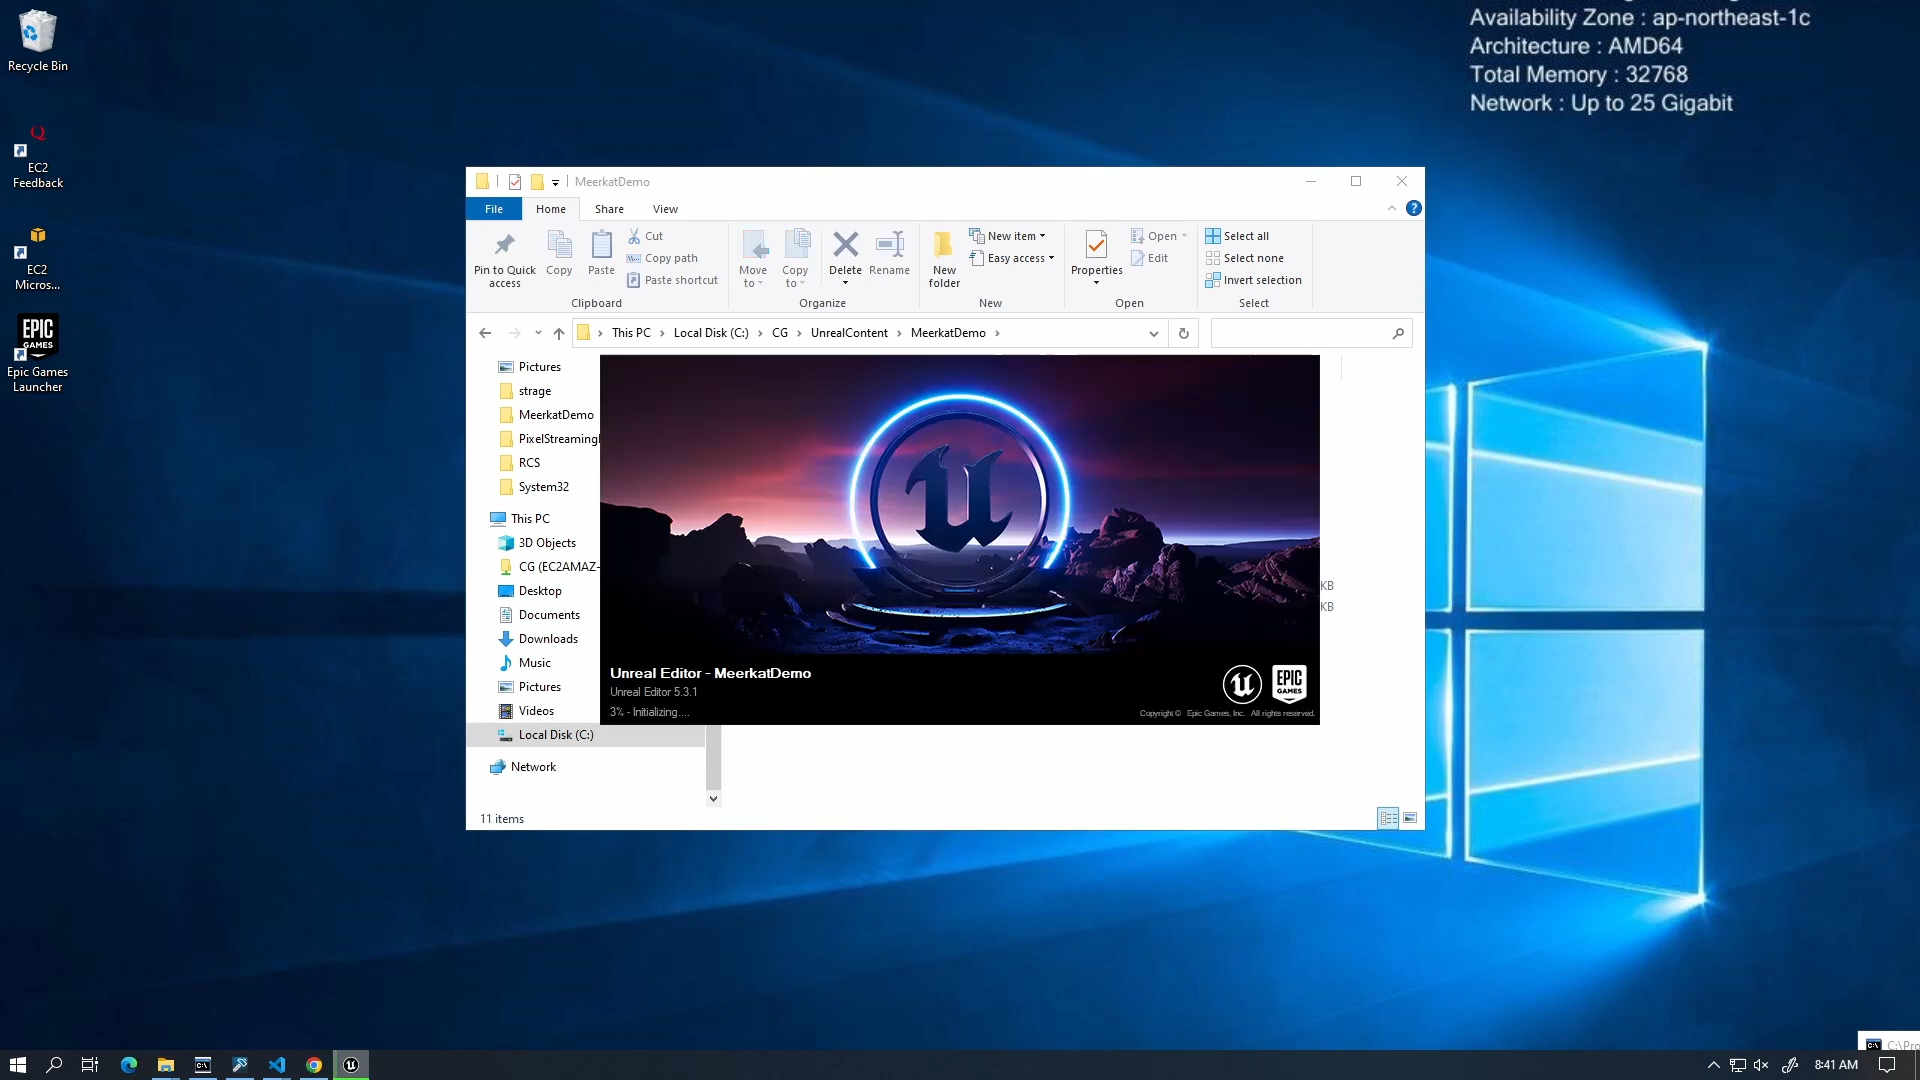 Availability Zone : ap-northeast-1c
Architecture : AMD64
Total Memory : 32768
Network : Up to 25 Gigabit
Recycle Bin
EC2
Feedback
EC2
Micros...
EPIC
GAMES
Epic Games
Launcher
MeerkatDemo
File Home Share View
Pin to Quick
access
Copy
Paste
Cut
Copy path
Paste shortcut
Clipboard
Move
to
Copy
to
Delete
Rename
Organize
New
folder
New item
Easy access
New
Properties
Open
Edit
Open
Select all
Select none
Invert selection
Select
This PC > Local Disk (C:) > CG > UnrealContent > MeerkatDemo >
Pictures
strage
MeerkatDemo
PixelStreaming
RCS
System32
This PC
3D Objects
CG (EC2AMAZ-
Desktop
Documents
Downloads
Music
Pictures
Videos
Local Disk (C:)
Network
KB
KB
Unreal Editor - MeerkatDemo
Unreal Editor 5.3.1
3% - Initializing....
EPIC
GAMES
Copyright © Epic Games, Inc. All rights reserved.
11 items
C:\Pro
8:41 AM